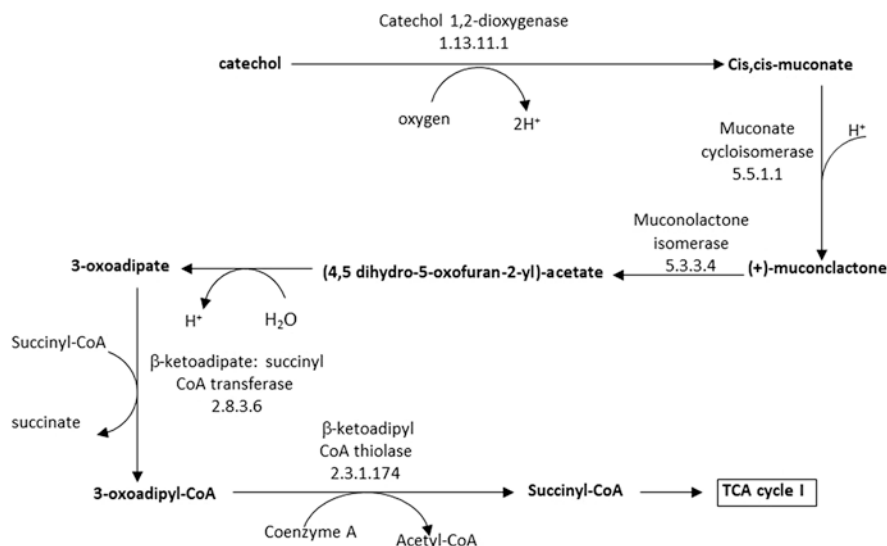 Catechol 1,2-dioxygenase
1.13.11.1
catechol
Cis,cis-muconate
oxygen
2H⁺
Muconate
cycloisomerase
5.5.1.1
H⁺
Muconolactone
isomerase
5.3.3.4
3-oxoadipate
(4,5 dihydro-5-oxofuran-2-yl)-acetate
(+)-muconclactone
H⁺
H₂O
Succinyl-CoA
β-ketoadipate: succinyl
CoA transferase
2.8.3.6
succinate
β-ketoadipyl
CoA thiolase
2.3.1.174
3-oxoadipyl-CoA
Succinyl-CoA
TCA cycle I
Coenzyme A
Acetyl-CoA